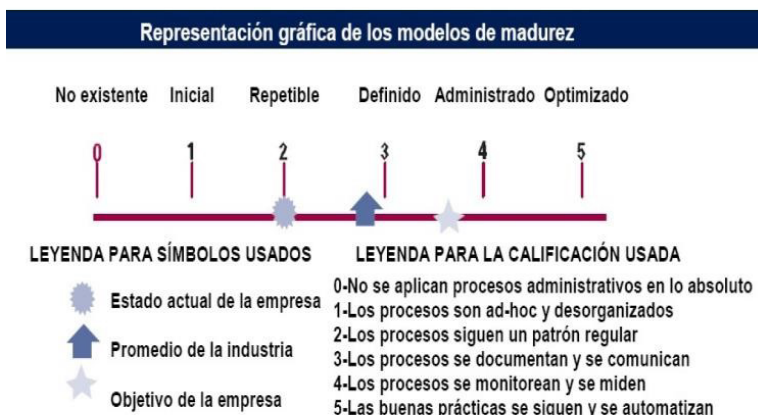 Representación gráfica de los modelos de madurez
No existente Inicial Repetible Definido Administrado Optimizado
0 1 2 3 4 5
LEYENDA PARA SÍMBOLOS USADOS
Estado actual de la empresa
Promedio de la industria
Objetivo de la empresa
LEYENDA PARA LA CALIFICACIÓN USADA
0-No se aplican procesos administrativos en lo absoluto
1-Los procesos son ad-hoc y desorganizados
2-Los procesos siguen un patrón regular
3-Los procesos se documentan y se comunican
4-Los procesos se monitorean y se miden
5-Las buenas prácticas se siguen y se automatizan